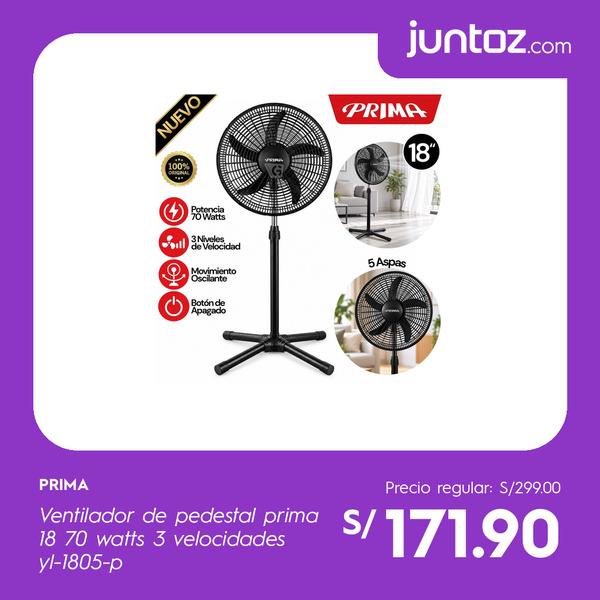 juntoz.com
NUEVO
PRIMA
100%
ORIGINAL
18"
PRIMA
G
Potencia
70 Watts
3 Niveles
de Velocidad
5 Aspas
Movimiento
Oscilante
PRIMA
Botón de
Apagado
PRIMA
Precio regular: S/299.00
Ventilador de pedestal prima
18 70 watts 3 velocidades
yl-1805-p
S/171.90